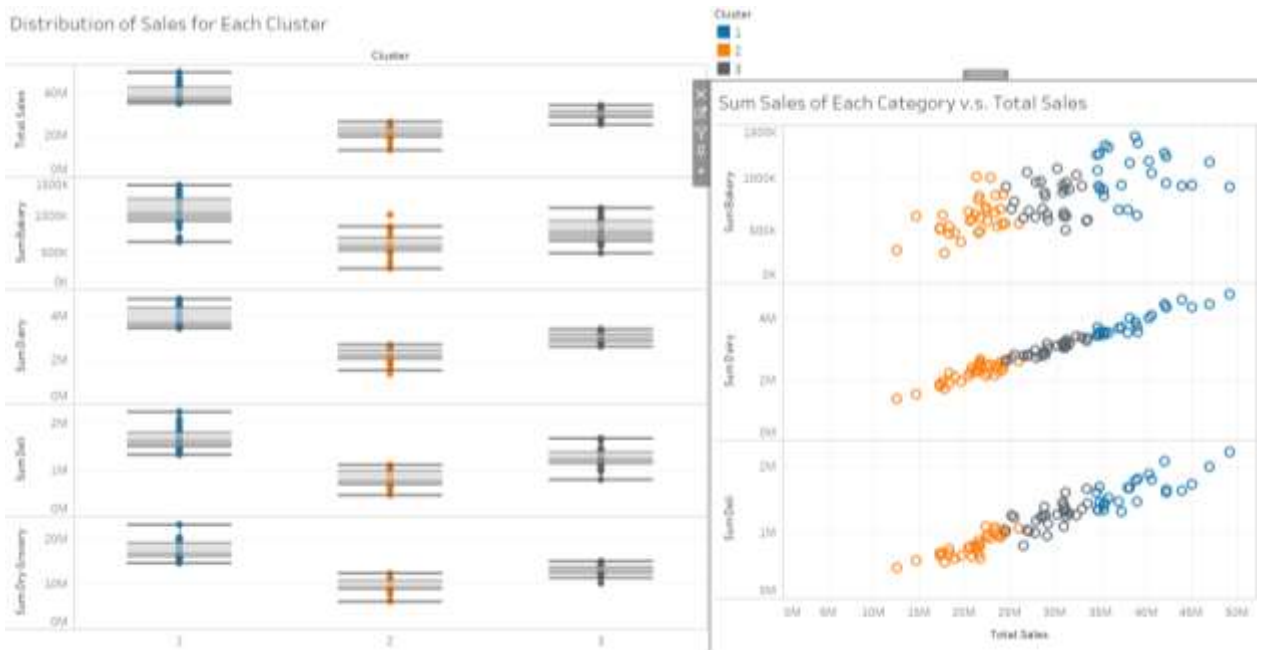 Distribution of Sales for Each Cluster
Cluster
Total Sales
40M
20M
0M
Sum Bakery
1500K
1000K
500K
0K
Sum Dairy
4M
2M
0M
Sum Deli
2M
1M
0M
Sum Dry Grocery
20M
10M
0M
1 2 3
Cluster
1
2
3
Sum Sales of Each Category v.s. Total Sales
Sum Bakery
1000K
500K
0K
Sum Dairy
4M
2M
0M
Sum Deli
2M
1M
0M
10M 15M 20M 25M 30M 35M 40M 45M 50M
Total Sales